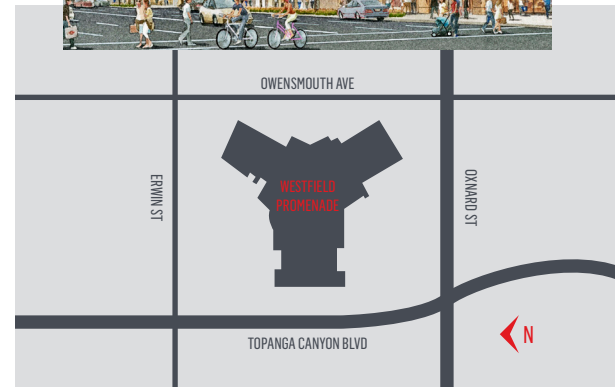 OWENSMOUTH AVE
ERWIN ST
WESTFIELD
PROMENADE
OXNARD ST
TOPANGA CANYON BLVD
N